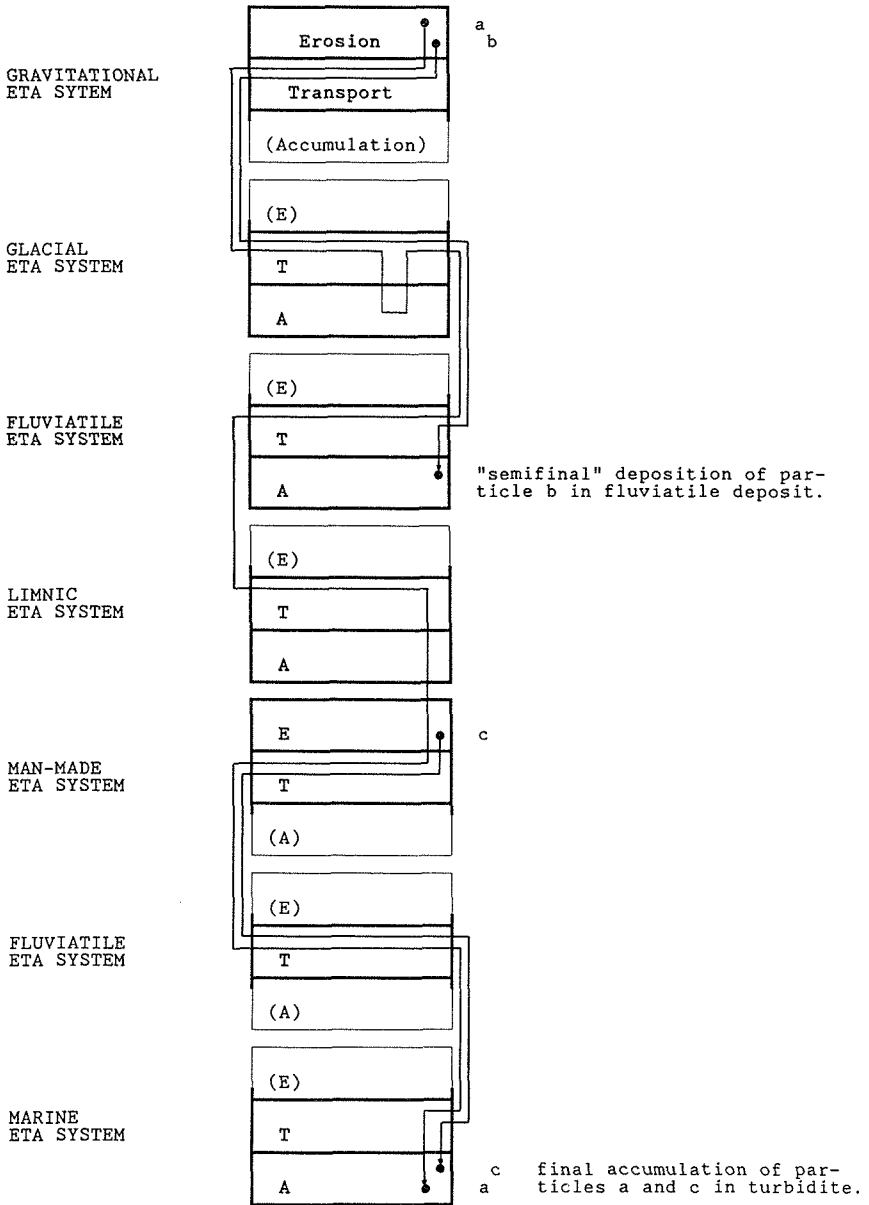 a
Erosion
b
GRAVITATIONAL
ETA SYTEM
Transport
(Accumulation)
(E)
GLACIAL
ETA SYSTEM
T
A
(E)
FLUVIATILE
ETA SYSTEM
T
"semifinal" deposition of par-
A
ticle b in fluviatile deposit.
(E)
LIMNIC
ETA SYSTEM
T
A
E
c
MAN-MADE
ETA SYSTEM
T
(A)
(E)
FLUVIATILE
ETA SYSTEM
T
(A)
(E)
MARINE
ETA SYSTEM
T
c final accumulation of par-
A
a ticles a and c in turbidite.